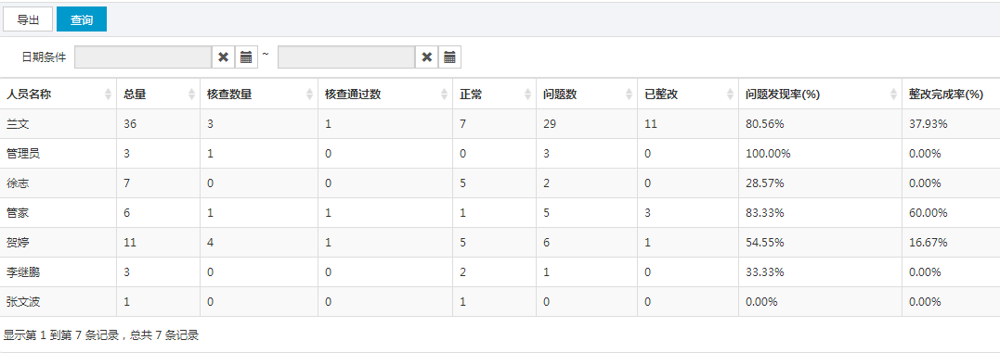 导出 查询
日期条件 ~
人员名称 总量 核查数量 核查通过数 正常 问题数 已整改 问题发现率(%) 整改完成率(%)
兰文 36 3 1 7 29 11 80.56% 37.93%
管理员 3 1 0 0 3 0 100.00% 0.00%
徐志 7 0 0 5 2 0 28.57% 0.00%
管家 6 1 1 1 5 3 83.33% 60.00%
贺婷 11 4 1 5 6 1 54.55% 16.67%
李继鹏 3 0 0 2 1 0 33.33% 0.00%
张文波 1 0 0 1 0 0 0.00% 0.00%
显示第 1 到第 7 条记录，总共 7 条记录